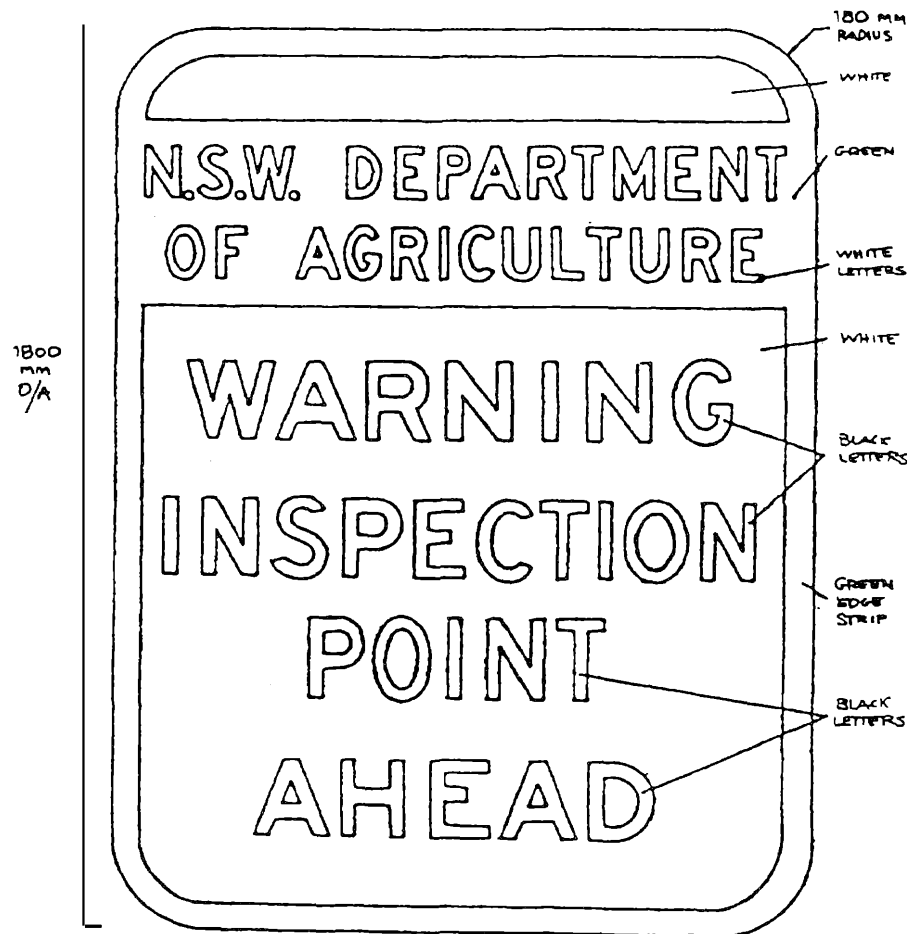 180 MM
RADIUS
WHITE
N.S.W. DEPARTMENT
GREEN
OF AGRICULTURE
WHITE
LETTERS
1800
MM
O/A
WHITE
WARNING
BLACK
LETTERS
INSPECTION
GREEN
EDGE
STRIP
POINT
BLACK
LETTERS
AHEAD